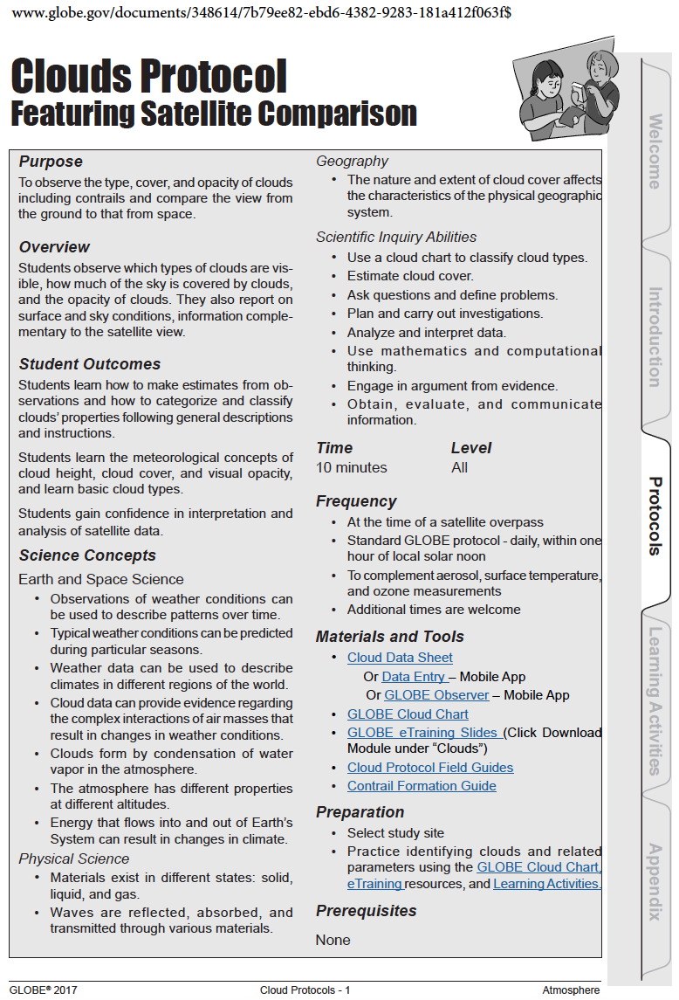 www.globe.gov/documents/348614/7b79ee82-ebd6-4382-9283-181a412f063f$
Clouds Protocol
Featuring Satellite Comparison
Purpose
To observe the type, cover, and opacity of clouds
including contrails and compare the view from
the ground to that from space.
Overview
Students observe which types of clouds are vis-
ible, how much of the sky is covered by clouds,
and the opacity of clouds. They also report on
surface and sky conditions, information comple-
mentary to the satellite view.
Student Outcomes
Students learn how to make estimates from ob-
servations and how to categorize and classify
clouds' properties following general descriptions
and instructions.
Students learn the meteorological concepts of
cloud height, cloud cover, and visual opacity,
and learn basic cloud types.
Students gain confidence in interpretation and
analysis of satellite data.
Science Concepts
Earth and Space Science
• Observations of weather conditions can
be used to describe patterns over time.
• Typical weather conditions can be predicted
during particular seasons.
• Weather data can be used to describe
climates in different regions of the world.
• Cloud data can provide evidence regarding
the complex interactions of air masses that
result in changes in weather conditions.
• Clouds form by condensation of water
vapor in the atmosphere.
• The atmosphere has different properties
at different altitudes.
• Energy that flows into and out of Earth's
System can result in changes in climate.
Physical Science
• Materials exist in different states: solid,
liquid, and gas.
• Waves are reflected, absorbed, and
transmitted through various materials.
Geography
• The nature and extent of cloud cover affects
the characteristics of the physical geographic
system.
Scientific Inquiry Abilities
• Use a cloud chart to classify cloud types.
• Estimate cloud cover.
• Ask questions and define problems.
• Plan and carry out investigations.
• Analyze and interpret data.
• Use mathematics and computational
thinking.
• Engage in argument from evidence.
• Obtain, evaluate, and communicate
information.
Time Level
10 minutes All
Frequency
• At the time of a satellite overpass
• Standard GLOBE protocol - daily, within one
hour of local solar noon
• To complement aerosol, surface temperature,
and ozone measurements
• Additional times are welcome
Materials and Tools
• Cloud Data Sheet
Or Data Entry – Mobile App
Or GLOBE Observer – Mobile App
• GLOBE Cloud Chart
• GLOBE eTraining Slides (Click Download
Module under "Clouds")
• Cloud Protocol Field Guides
• Contrail Formation Guide
Preparation
• Select study site
• Practice identifying clouds and related
parameters using the GLOBE Cloud Chart,
eTraining resources, and Learning Activities.
Prerequisites
None
Welcome
Introduction
Protocols
Learning Activities
Appendix
GLOBE® 2017 Cloud Protocols - 1 Atmosphere